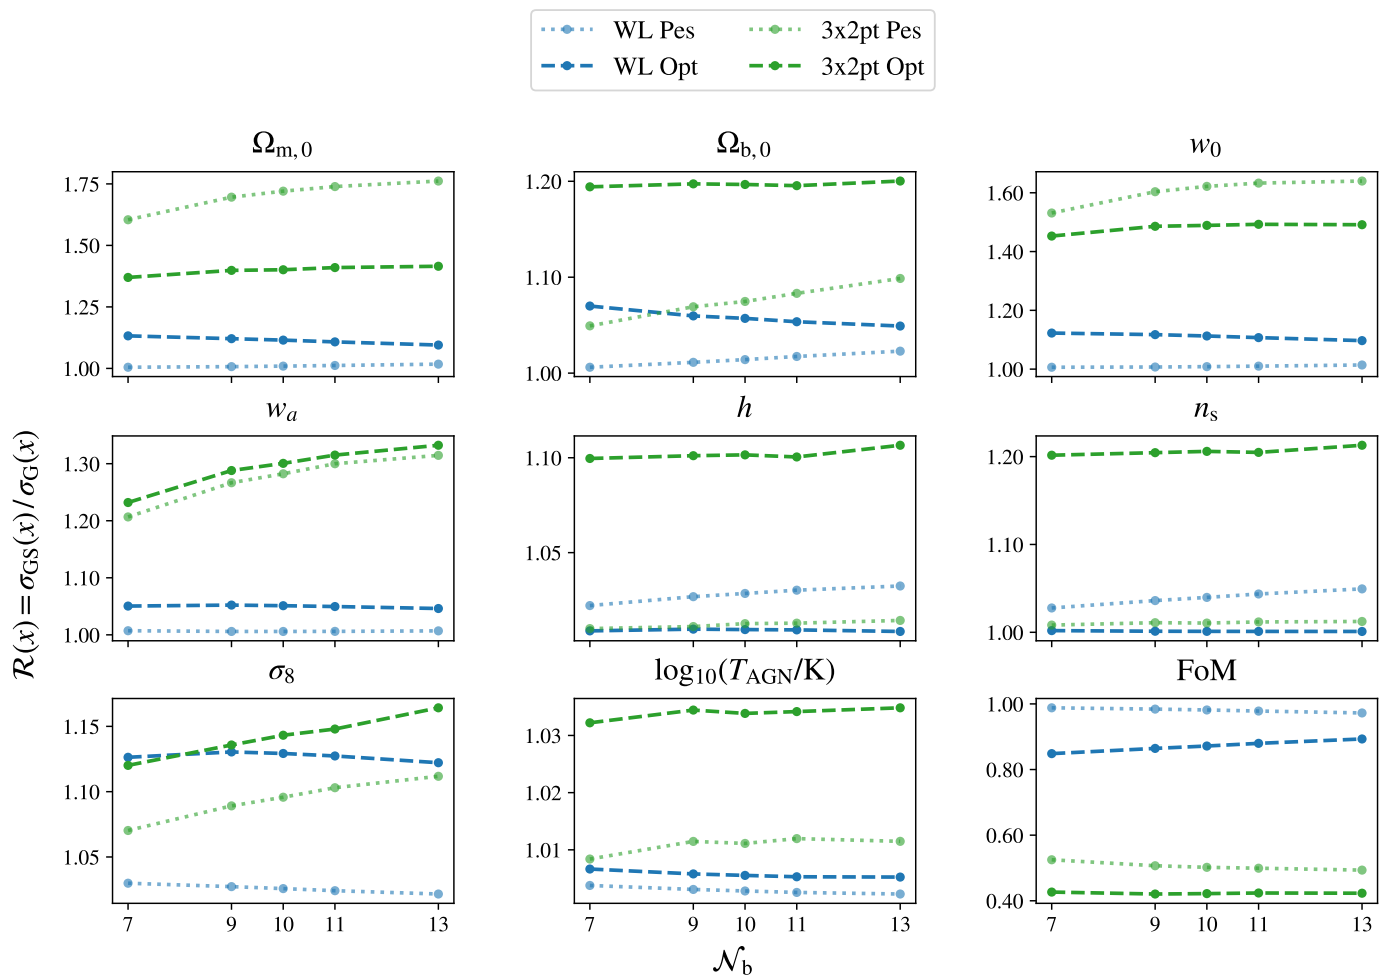 WL Pes
3x2pt Pes
WL Opt
3x2pt Opt
Ωm, 0
Ωb, 0
w0
1.75
1.50
1.25
1.00
1.20
1.10
1.00
1.60
1.40
1.20
1.00
wa
h
ns
1.30
1.20
1.10
1.00
1.10
1.05
1.20
1.10
1.00
σ8
log10(TAGN/K)
FoM
1.15
1.10
1.05
1.03
1.02
1.01
1.00
0.80
0.60
0.40
7 9 10 11 13
7 9 10 11 13
7 9 10 11 13
R(x) = σGS(x) / σG(x)
Nb